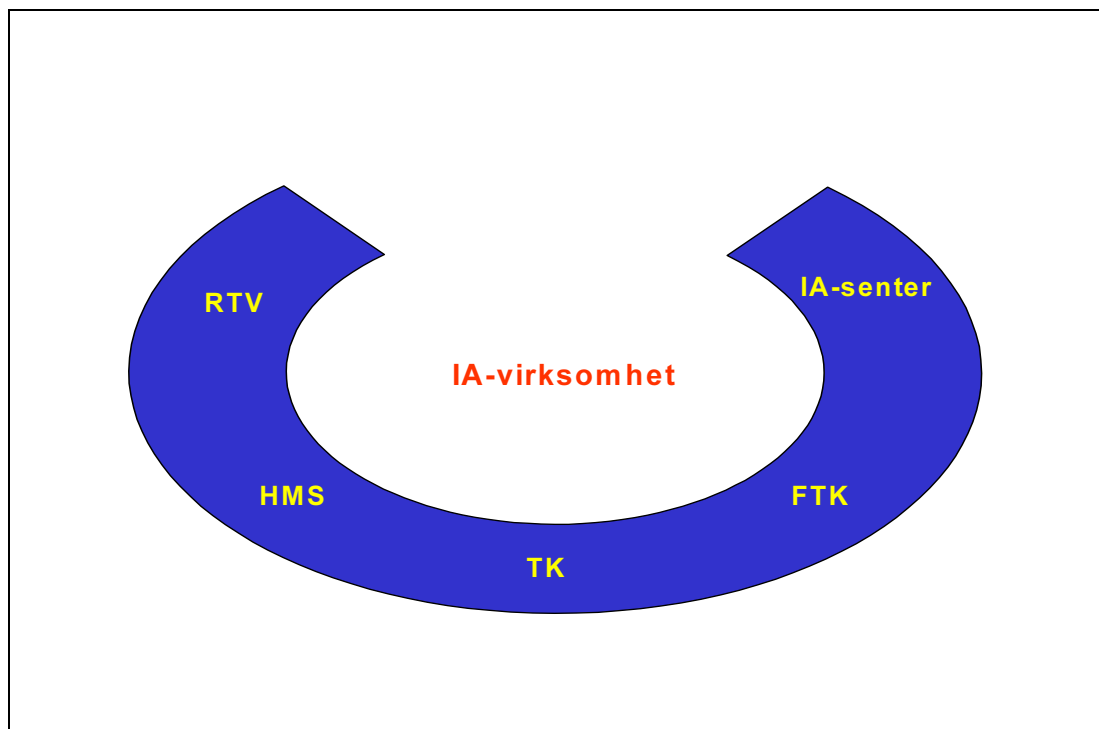 IA-senter
RTV
IA-virksomhet
HMS
FTK
TK